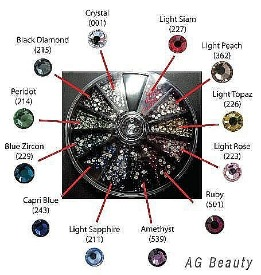 Crystal
(001)
Light Siam
(227)
Black Diamond
(215)
Light Peach
(362)
Peridot
(214)
Light Topaz
(226)
Blue Zircon
(229)
Light Rose
(223)
Capri Blue
(243)
Ruby
(501)
Light Sapphire
(211)
Amethyst
(539)
AG Beauty